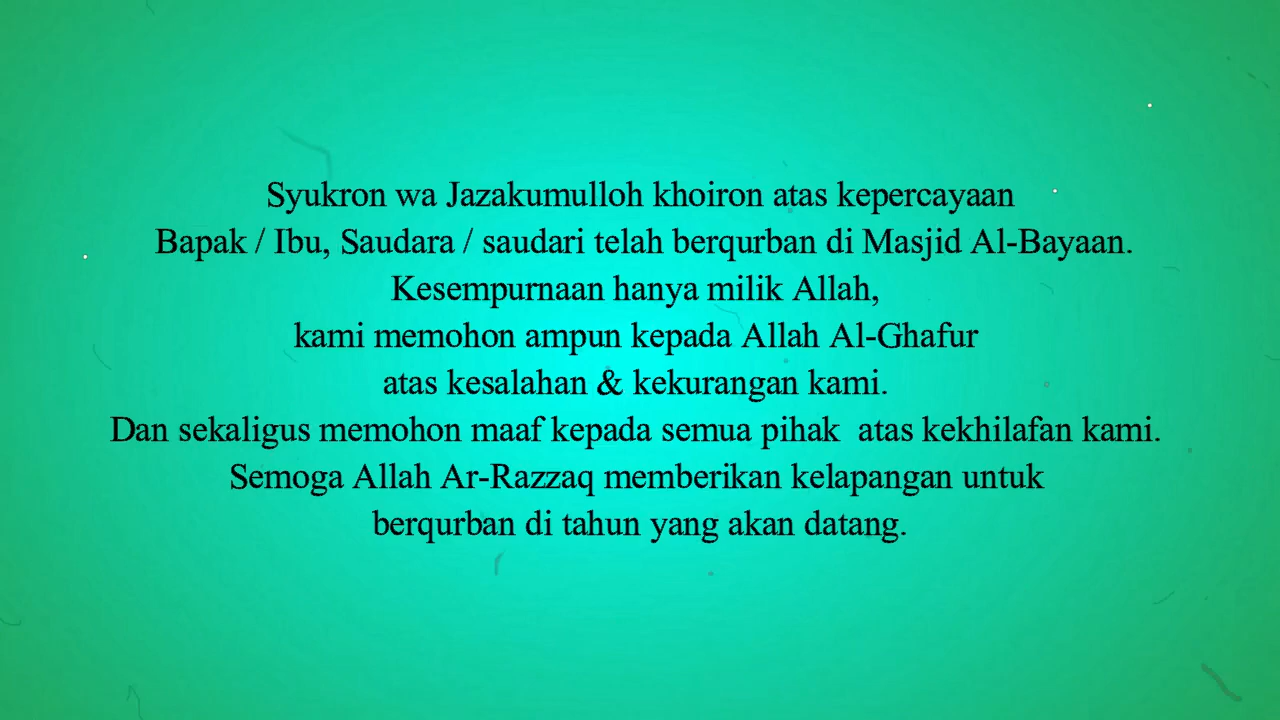 Syukron wa Jazakumulloh khoiron atas kepercayaan
Bapak / Ibu, Saudara / saudari telah berqurban di Masjid Al-Bayaan.
Kesempurnaan hanya milik Allah,
kami memohon ampun kepada Allah Al-Ghafur
atas kesalahan & kekurangan kami.
Dan sekaligus memohon maaf kepada semua pihak  atas kekhilafan kami.
Semoga Allah Ar-Razzaq memberikan kelapangan untuk
berqurban di tahun yang akan datang.